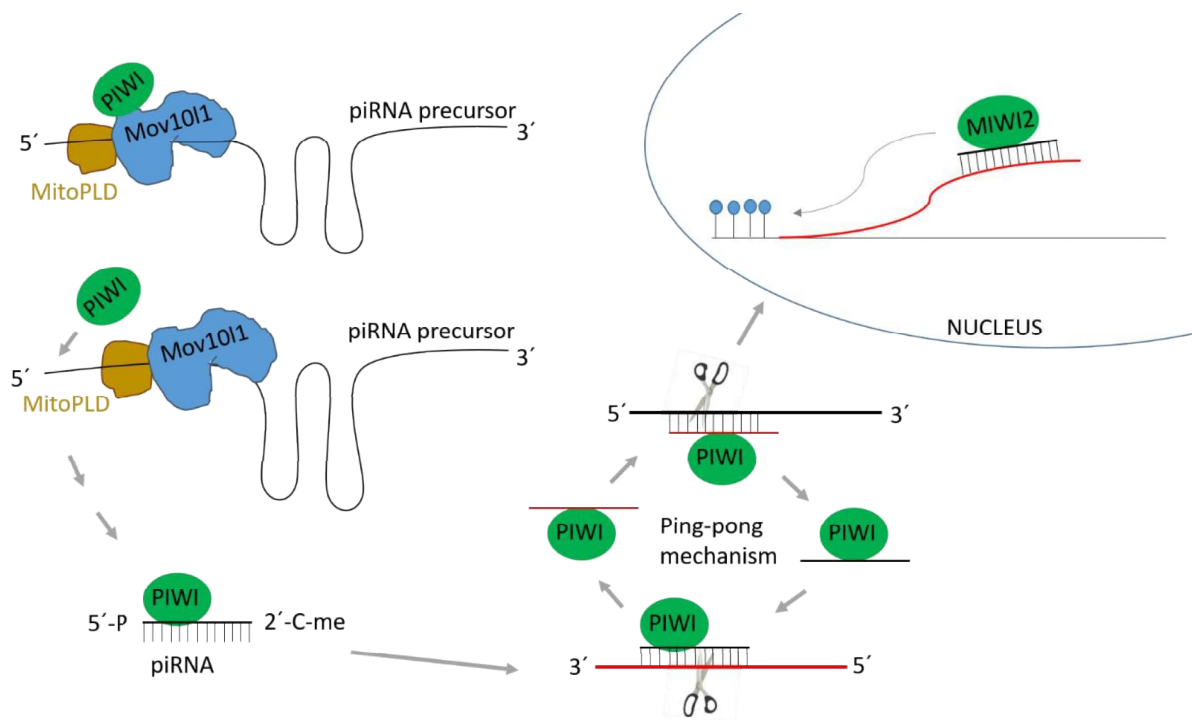 PIWI
Mov10l1
5´
MitoPLD
piRNA precursor
3´
PIWI
Mov10l1
5´
MitoPLD
piRNA precursor
3´
PIWI
5´-P
2´-C-me
piRNA
MIWI2
NUCLEUS
5´
3´
PIWI
PIWI
Ping-pong
mechanism
PIWI
PIWI
3´
5´